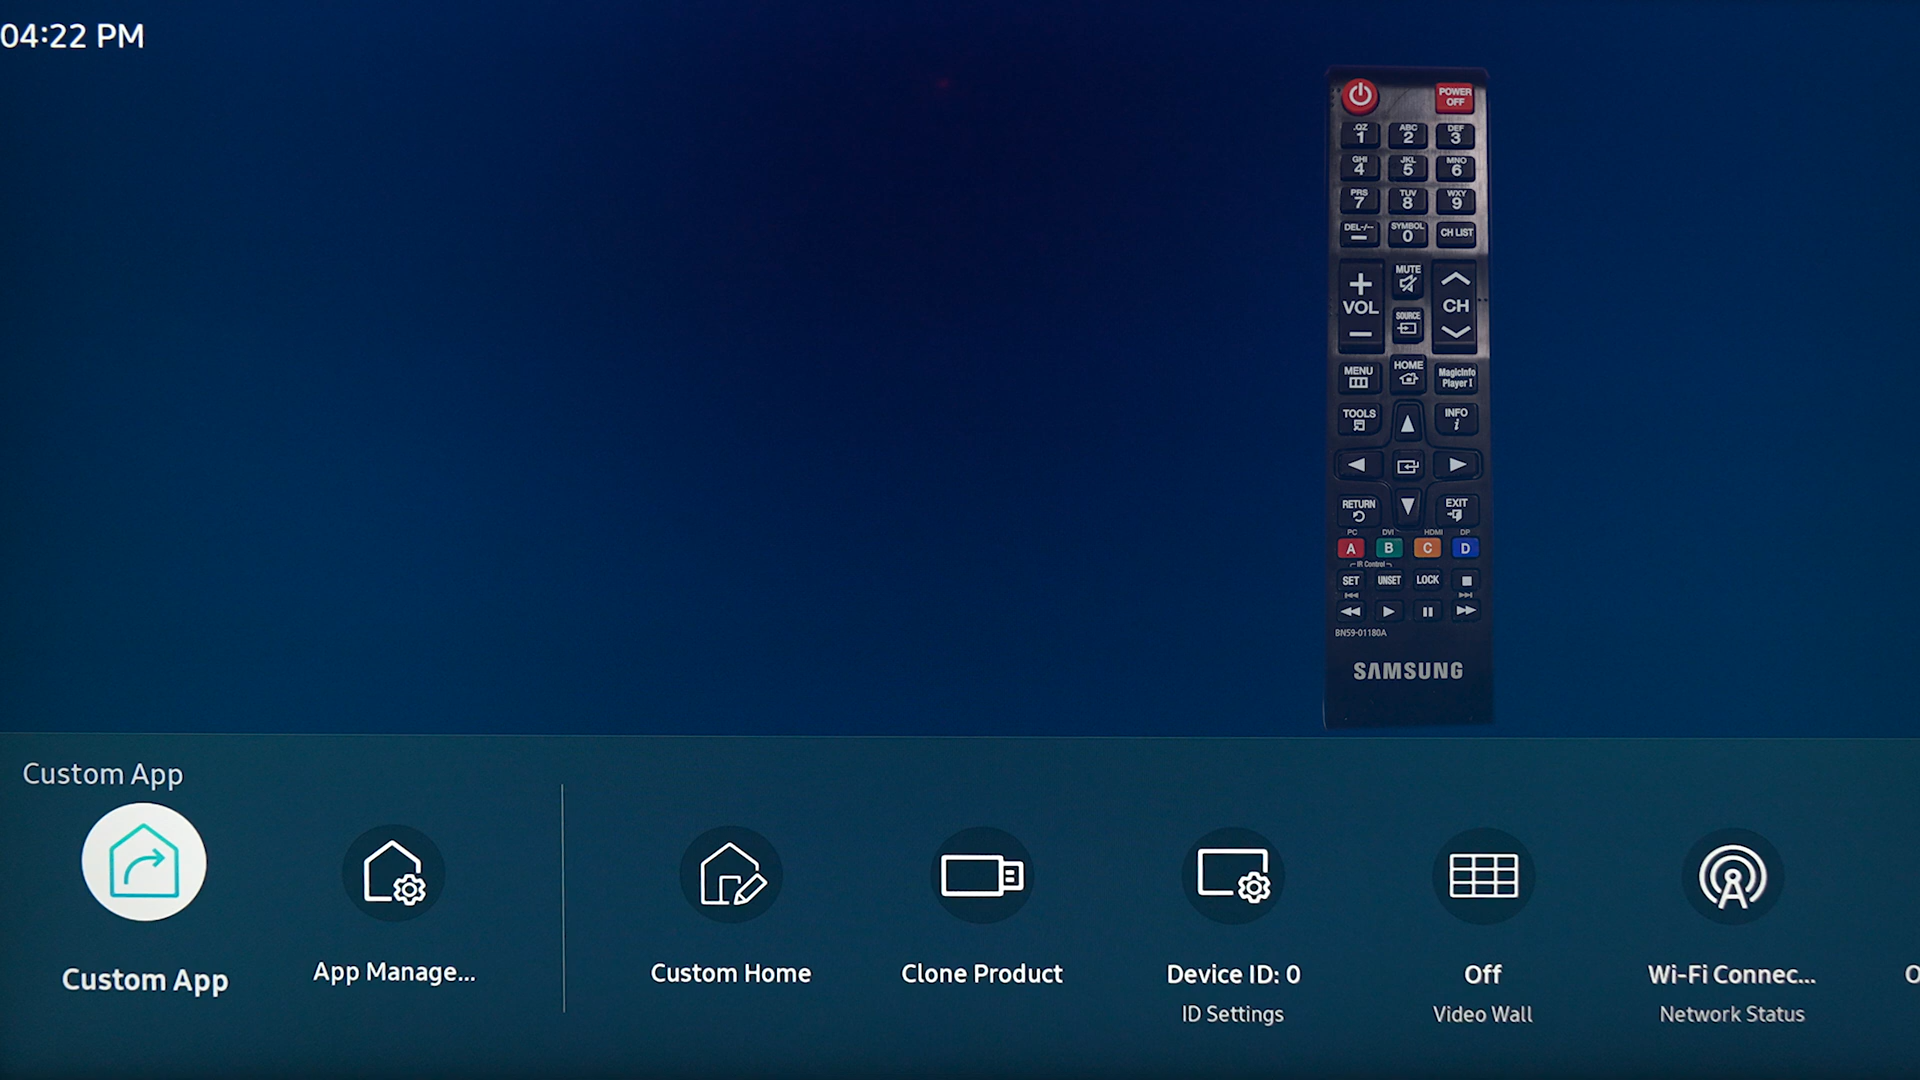 04:22 PM
POWER
OFF
.QZ ABC DEF
1 2 3
GHI JKL MNO
4 5 6
PRS TUV WXY
7 8 9
DEL-/-- SYMBOL
0 CH LIST
VOL MUTE CH
SOURCE
MENU HOME MagicInfo
Player I
TOOLS INFO
i
RETURN EXIT
PC DVI HDMI DP
A B C D
IR Control
SET UNSET LOCK
BN59-01180A
SAMSUNG
Custom App
Custom App App Manage... Custom Home Clone Product Device ID: 0 Off Wi-Fi Connec...
ID Settings Video Wall Network Status